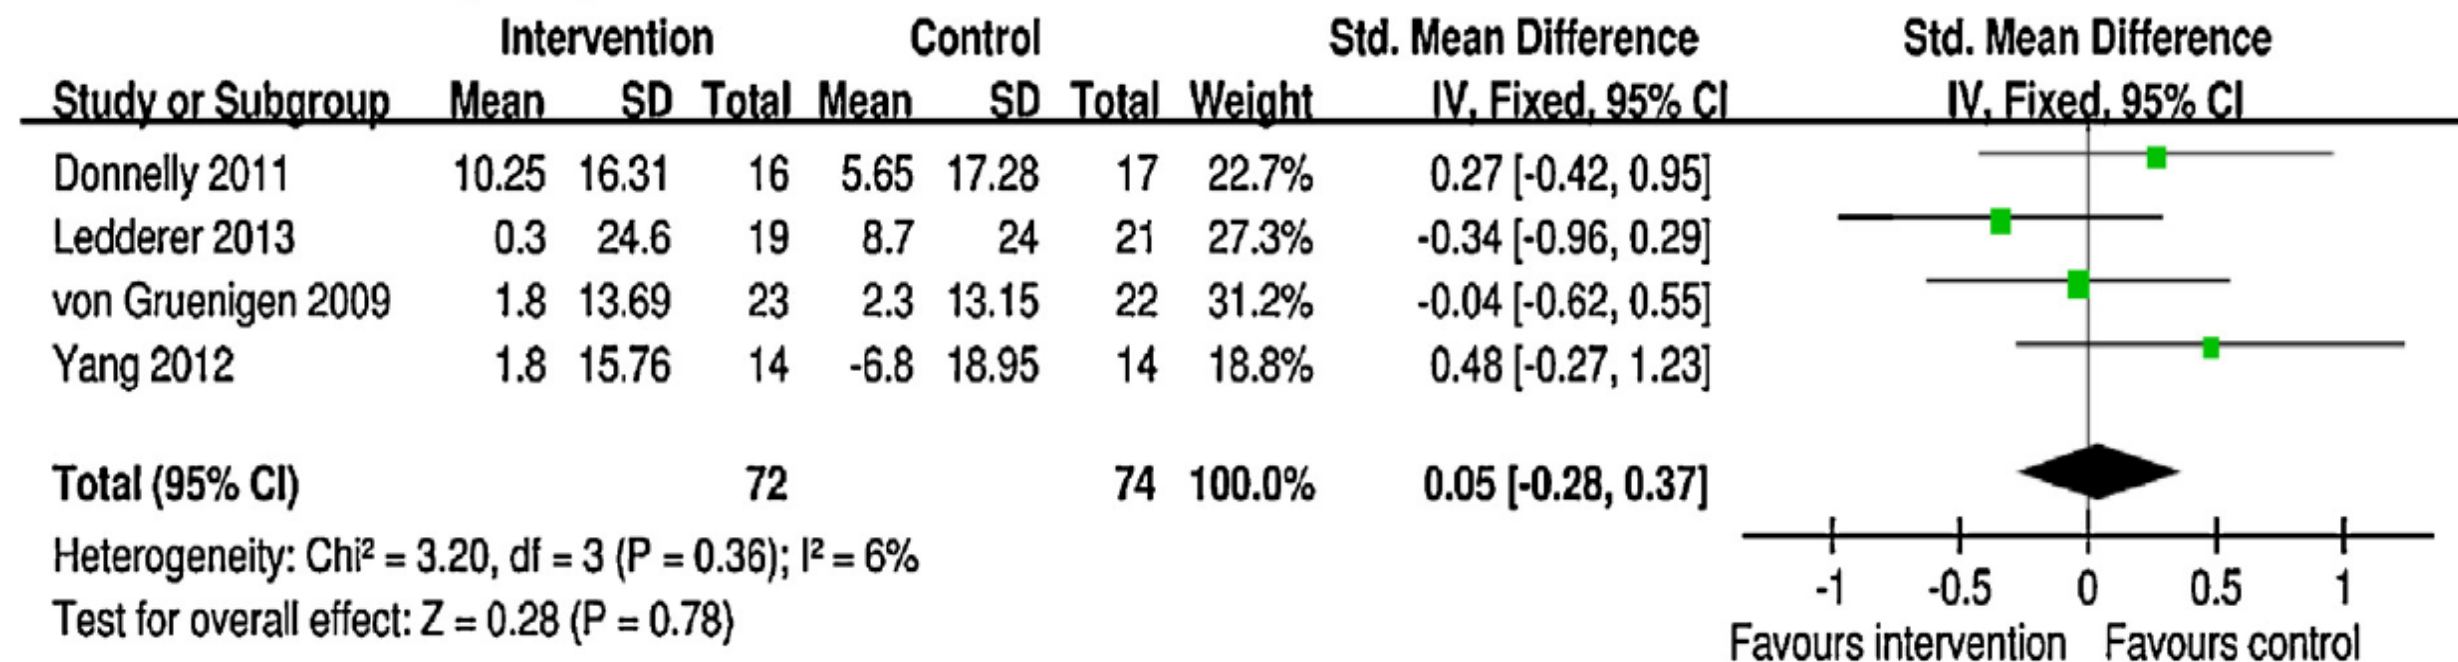 Intervention Control Std. Mean Difference Std. Mean Difference
Study or Subgroup Mean SD Total Mean SD Total Weight IV, Fixed, 95% CI IV, Fixed, 95% CI
Donnelly 2011 10.25 16.31 16 5.65 17.28 17 22.7% 0.27 [-0.42, 0.95]
Ledderer 2013 0.3 24.6 19 8.7 24 21 27.3% -0.34 [-0.96, 0.29]
von Gruenigen 2009 1.8 13.69 23 2.3 13.15 22 31.2% -0.04 [-0.62, 0.55]
Yang 2012 1.8 15.76 14 -6.8 18.95 14 18.8% 0.48 [-0.27, 1.23]
Total (95% CI) 72 74 100.0% 0.05 [-0.28, 0.37]
Heterogeneity: Chi² = 3.20, df = 3 (P = 0.36); I² = 6%
Test for overall effect: Z = 0.28 (P = 0.78)
-1 -0.5 0 0.5 1
Favours intervention Favours control